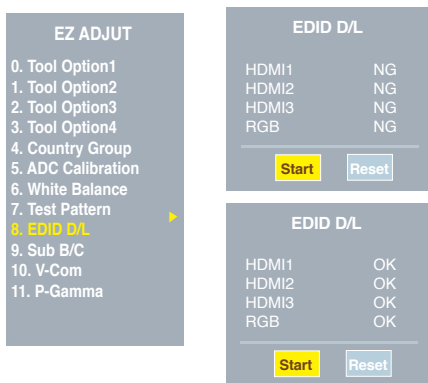 EZ ADJUT
0. Tool Option1
1. Tool Option2
2. Tool Option3
3. Tool Option4
4. Country Group
5. ADC Calibration
6. White Balance
7. Test Pattern
8. EDID D/L
9. Sub B/C
10. V-Com
11. P-Gamma
EDID D/L
HDMI1 NG
HDMI2 NG
HDMI3 NG
RGB NG
Start Reset
EDID D/L
HDMI1 OK
HDMI2 OK
HDMI3 OK
RGB OK
Start Reset